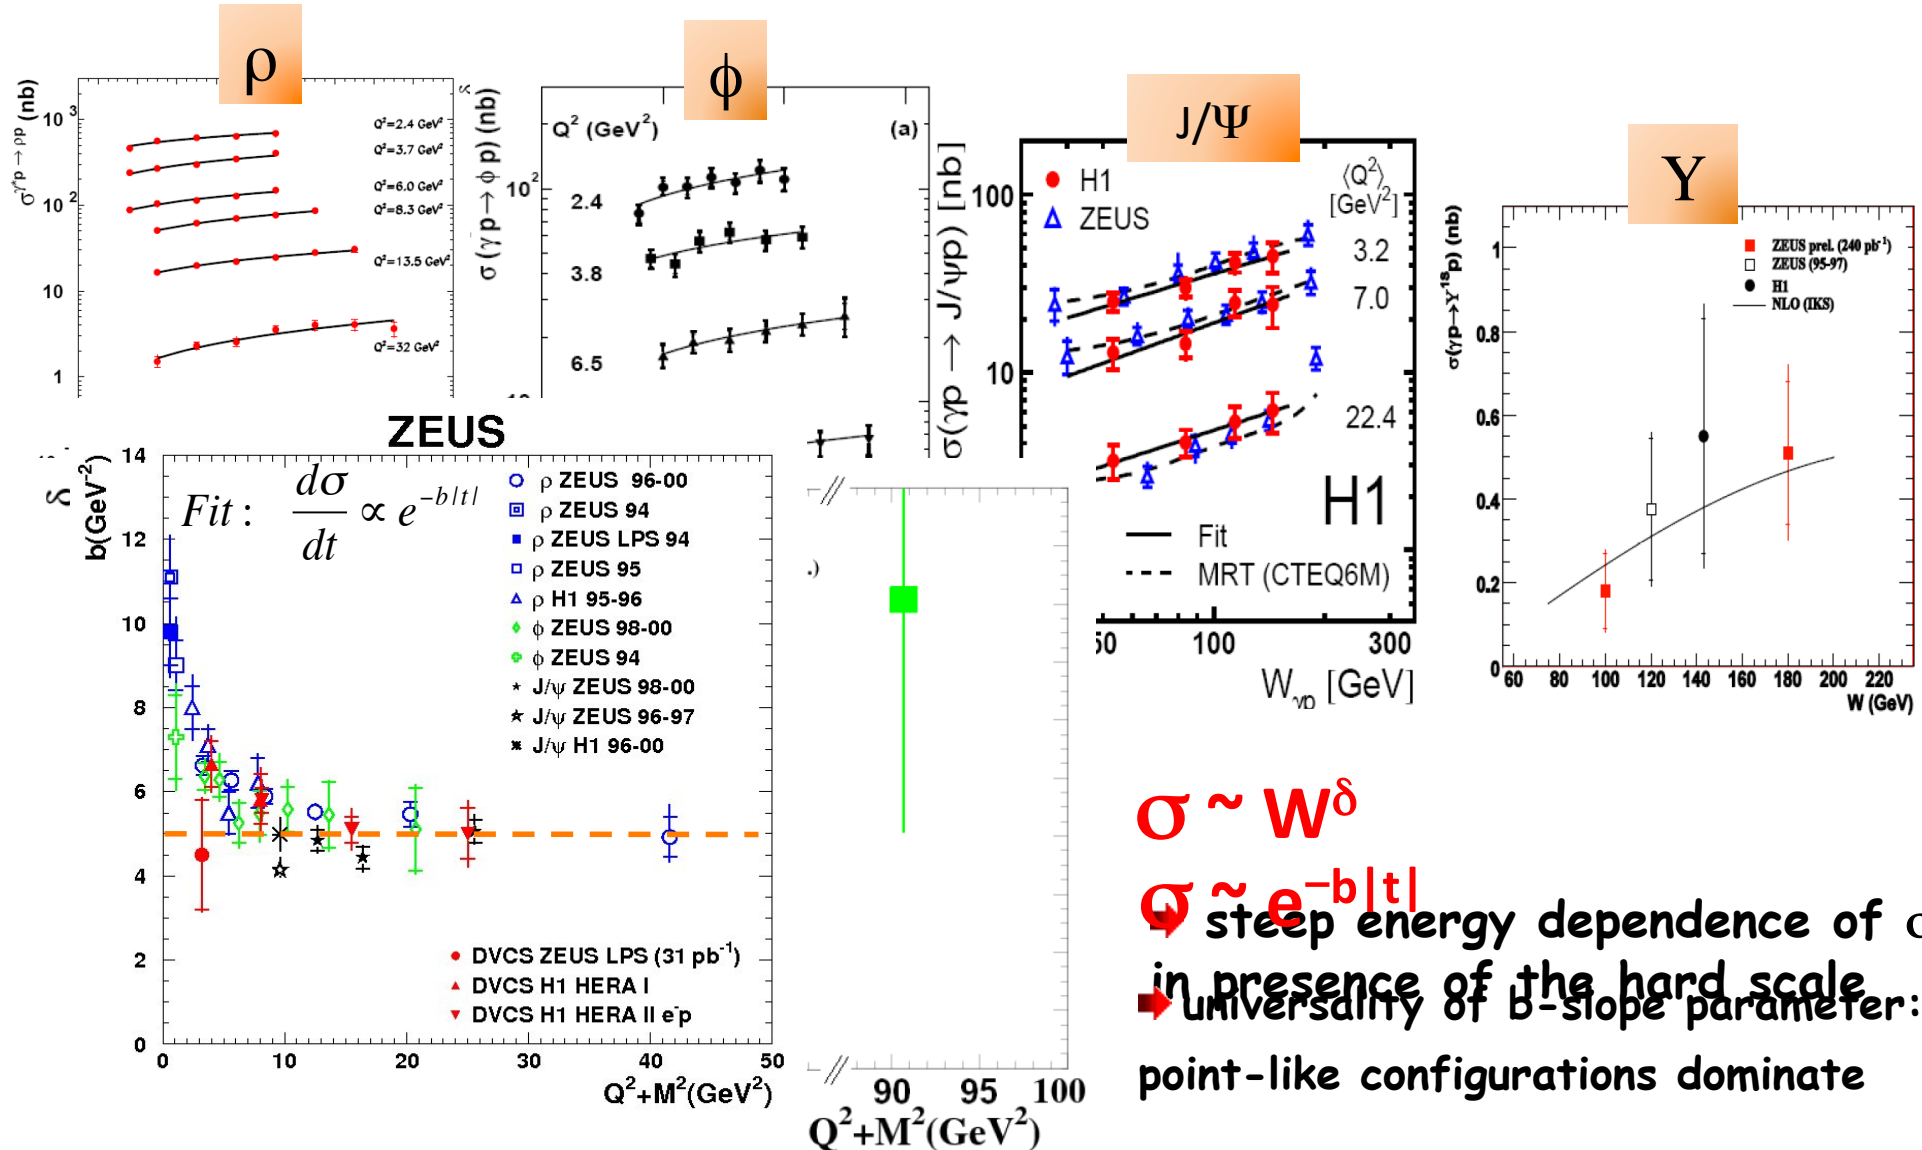 ρ
σ^γ*p → ρp (nb)
10³
10²
10
1
Q²=2.4 GeV²
Q²=3.7 GeV²
Q²=6.0 GeV²
Q²=8.3 GeV²
Q²=13.5 GeV²
Q²=32 GeV²
ϕ
σ(γp→ϕ p) (nb)
Q² (GeV²)
(a)
10²
2.4
3.8
6.5
J/Ψ
σ(γp → J/ψp) [nb]
H1
ZEUS
⟨Q²⟩
[GeV²]
100
10
3.2
7.0
22.4
H1
Fit
MRT (CTEQ6M)
50 100 300
W_γp [GeV]
Υ
σ(γp→Υ^1S p) (nb)
ZEUS prel. (240 pb⁻¹)
ZEUS (95-97)
H1
NLO (IKS)
1
0.8
0.6
0.4
0.2
0
60 80 100 120 140 160 180 200 220
W (GeV)
ZEUS
δ
b(GeV⁻²)
Fit : dσ/dt ∝ e^−b|t|
14
12
10
8
6
4
2
0
ρ ZEUS 96-00
ρ ZEUS 94
ρ ZEUS LPS 94
ρ ZEUS 95
ρ H1 95-96
ϕ ZEUS 98-00
ϕ ZEUS 94
J/ψ ZEUS 98-00
J/ψ ZEUS 96-97
J/ψ H1 96-00
DVCS ZEUS LPS (31 pb⁻¹)
DVCS H1 HERA I
DVCS H1 HERA II e⁻p
0 10 20 30 40 50
Q²+M²(GeV²)
.)
90 95 100
Q²+M²(GeV²)
σ ~ W^δ
σ ~ e^−b|t|
steep energy dependence of σ
in presence of the hard scale
universality of b-slope parameter:
point-like configurations dominate